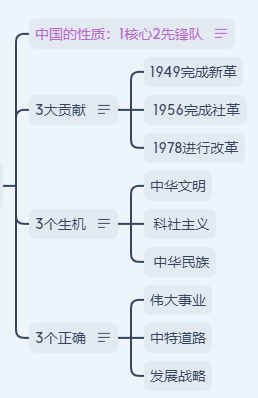 中国的性质：1核心2先锋队
3大贡献
1949完成新革
1956完成社革
1978进行改革
3个生机
中华文明
科社主义
中华民族
3个正确
伟大事业
中特道路
发展战略